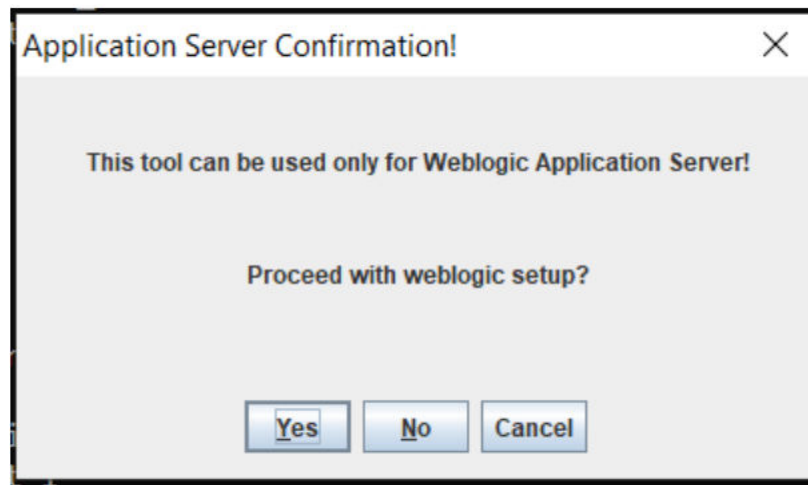 Application Server Confirmation!
This tool can be used only for Weblogic Application Server!
Proceed with weblogic setup?
Yes No Cancel